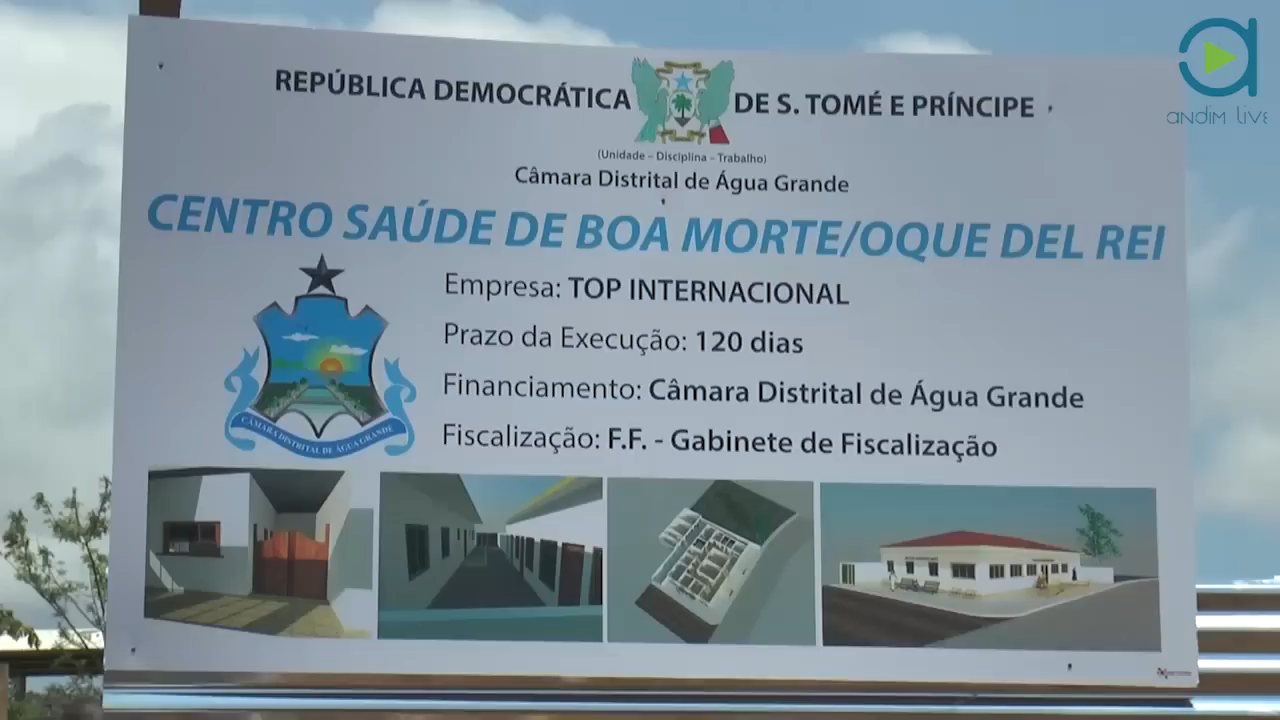 andim live
REPÚBLICA DEMOCRÁTICA DE S. TOMÉ E PRÍNCIPE
(Unidade – Disciplina – Trabalho)
Câmara Distrital de Água Grande
CENTRO SAÚDE DE BOA MORTE/OQUE DEL REI
Empresa: TOP INTERNACIONAL
Prazo da Execução: 120 dias
Financiamento: Câmara Distrital de Água Grande
Fiscalização: F.F. - Gabinete de Fiscalização
CÂMARA DISTRITAL DE ÁGUA GRANDE